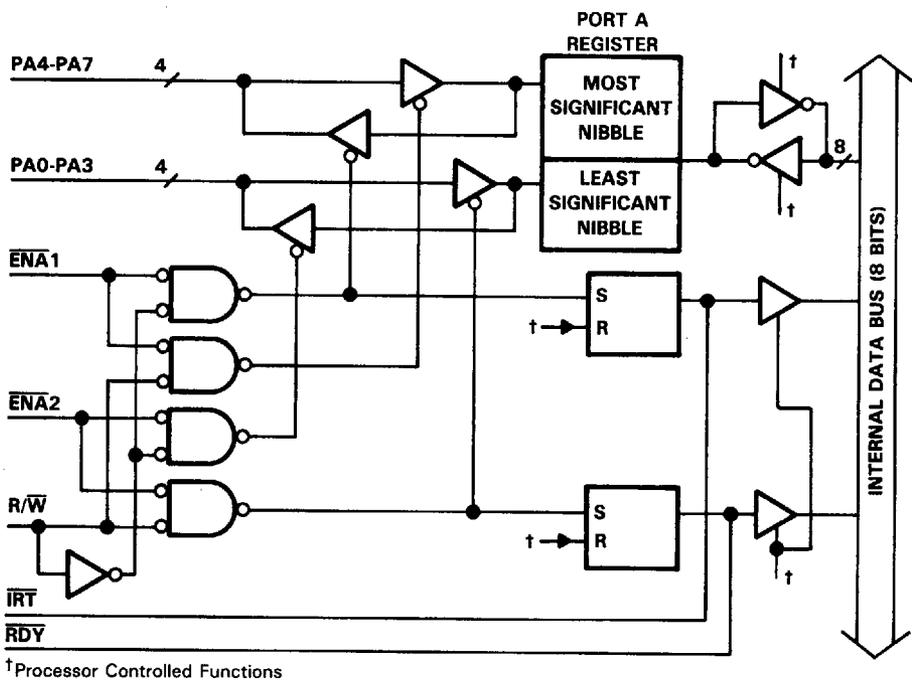 PORT A
REGISTER
PA4-PA7 4
MOST
SIGNIFICANT
NIBBLE
†
PA0-PA3 4
LEAST
SIGNIFICANT
NIBBLE
8
†
ENA1
S
† R
ENA2
R/W
S
† R
†
IRT
RDY
INTERNAL DATA BUS (8 BITS)
†Processor Controlled Functions